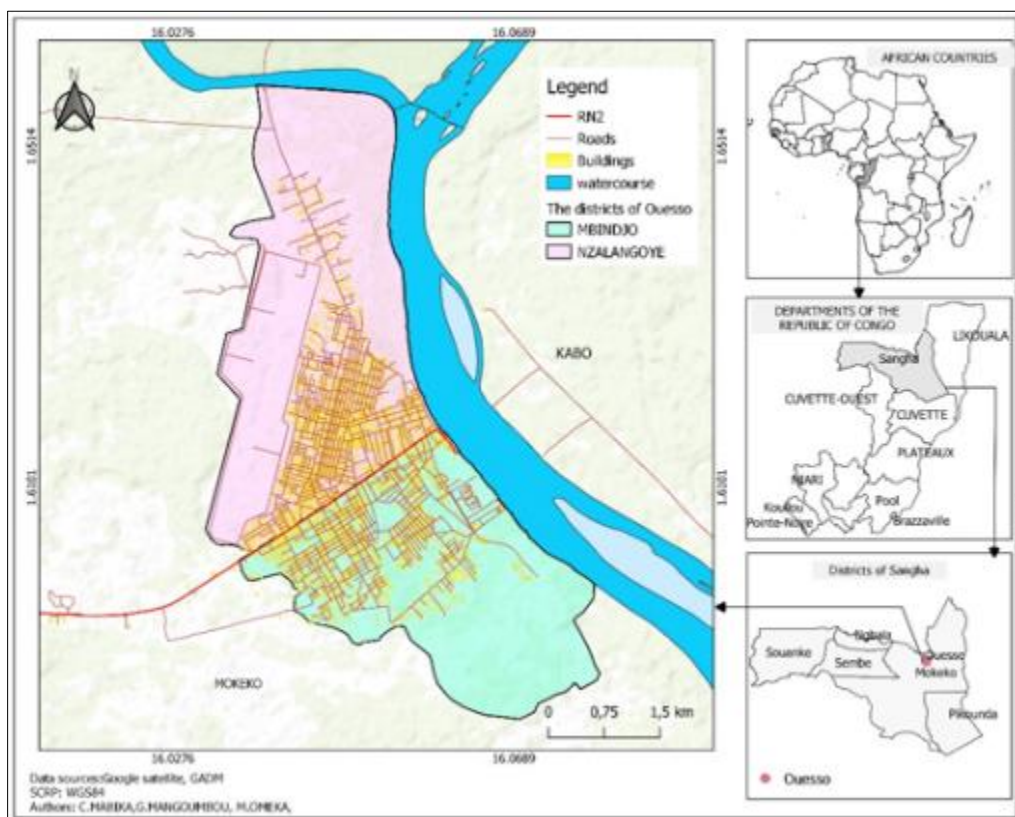 16.0276
16.0689
N
1.6514
1.6514
1.6101
1.6101
Legend
RN2
Roads
Buildings
watercourse
The districts of Ouesso
MBINDJO
NZALANGOYE
KABO
MOKEKO
0 0,75 1,5 km
16.0276
16.0689
Data sources:Google satellite, GADM
SCRP: WGS84
Authors: C.MABIKA,G.MANGOUMBOU, M.OMEKA,
AFRICAN COUNTRIES
DEPARTMENTS OF THE
REPUBLIC OF CONGO
LIKOUALA
Sangha
CUVETTE-OUEST
CUVETTE
PLATEAUX
NIARI
Pool
Kouilou
Pointe-Noire
Brazzaville
Districts of Sangha
Ngbala
Souanke
Sembe
Ouesso
Mokeko
Pikounda
Ouesso